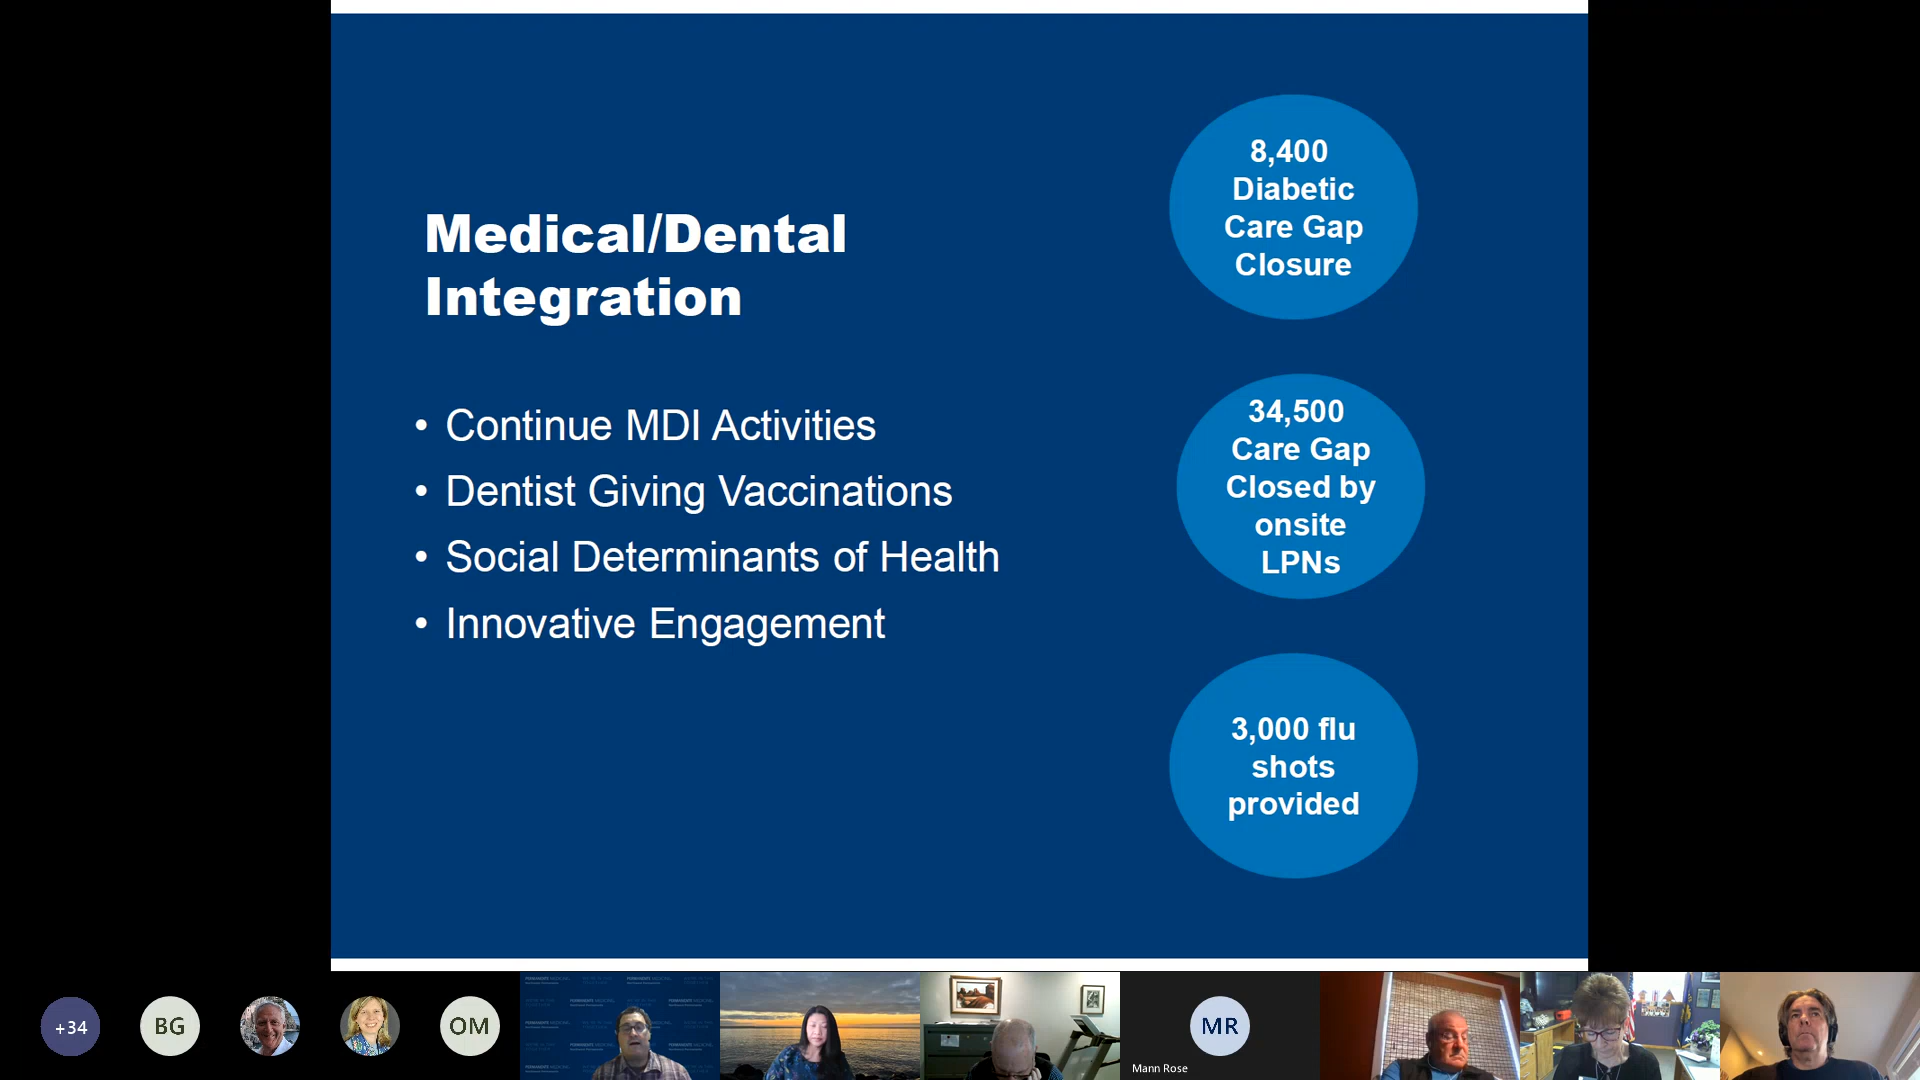 Medical/Dental
Integration
• Continue MDI Activities
• Dentist Giving Vaccinations
• Social Determinants of Health
• Innovative Engagement
8,400
Diabetic
Care Gap
Closure
34,500
Care Gap
Closed by
onsite
LPNs
3,000 flu
shots
provided
+34
BG
OM
MR
Mann Rose